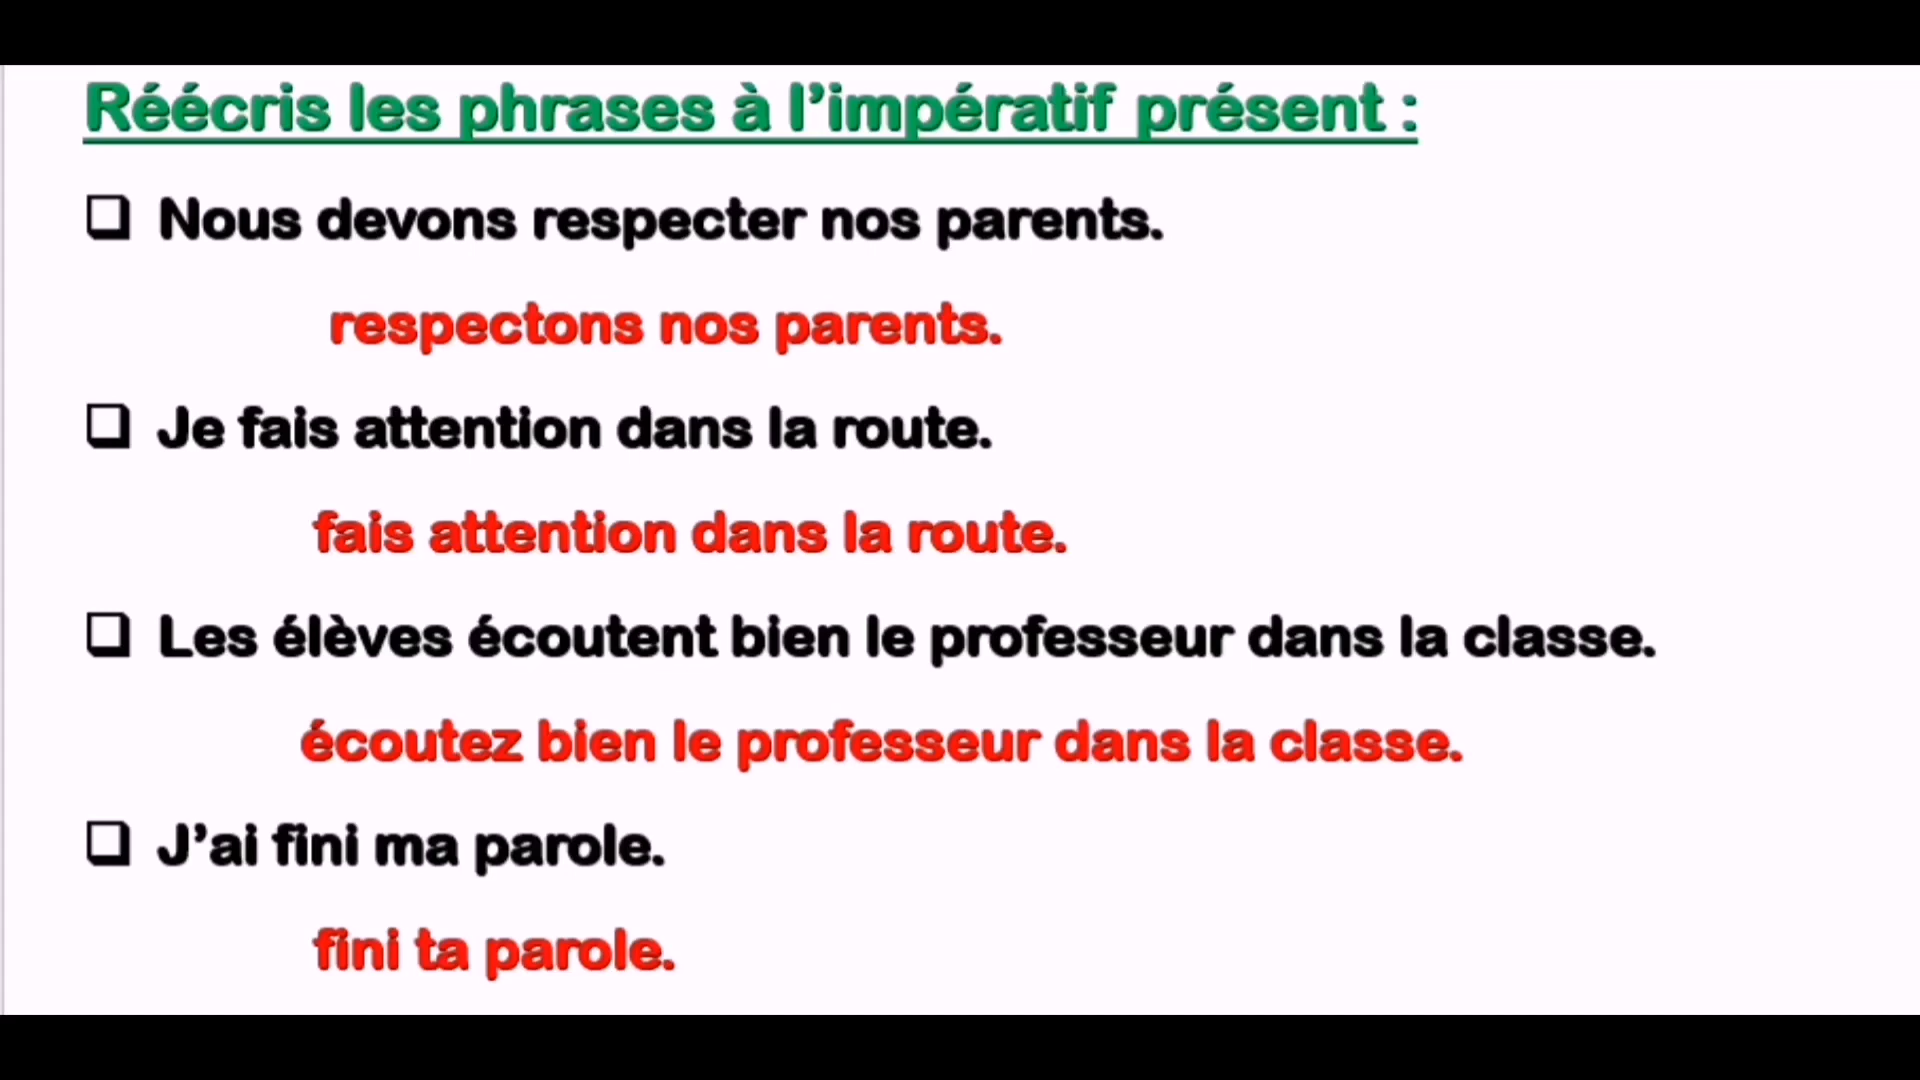 Réécris les phrases à l’impératif présent :
❑ Nous devons respecter nos parents.
respectons nos parents.
❑ Je fais attention dans la route.
fais attention dans la route.
❑ Les élèves écoutent bien le professeur dans la classe.
écoutez bien le professeur dans la classe.
❑ J’ai fini ma parole.
fini ta parole.